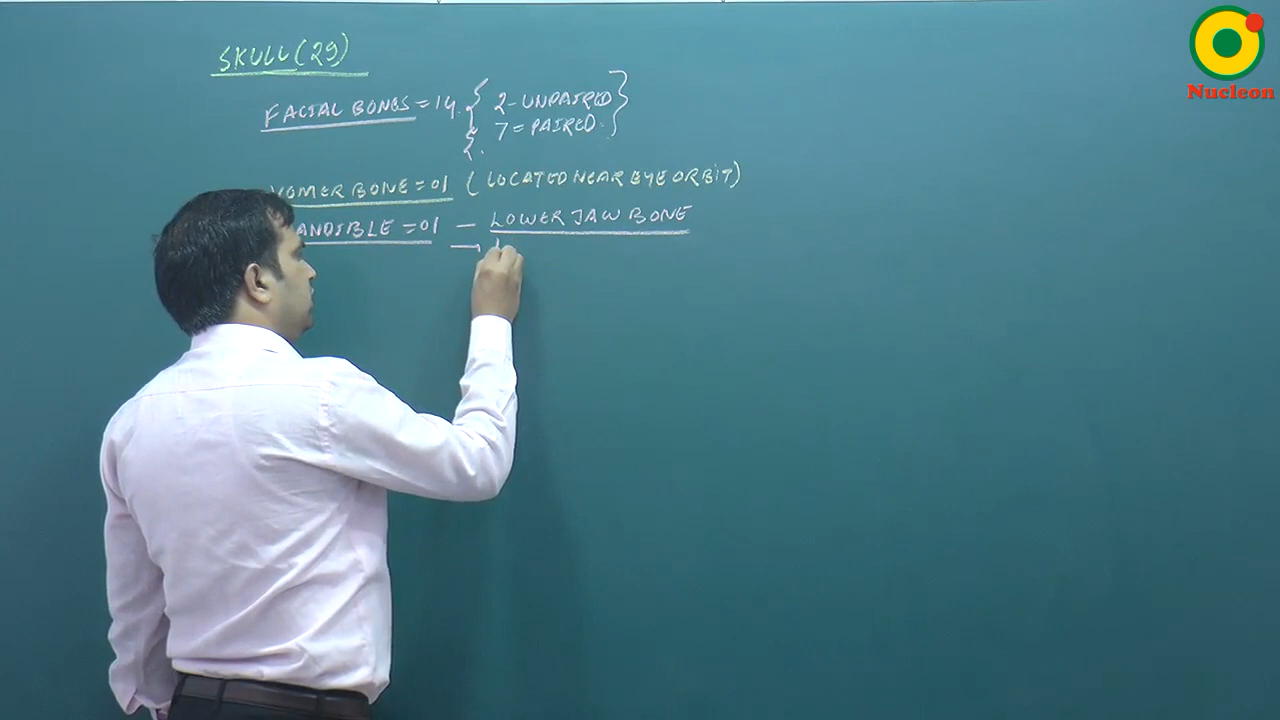 SKULL (29)
FACIAL BONES = 14 { 2-UNPAIRED }
7 = PAIRED.
VOMER BONE = 01 ( LOCATED NEAR EYE ORBIT)
ANDIBLE = 01 — LOWER JAW BONE
Nucleon